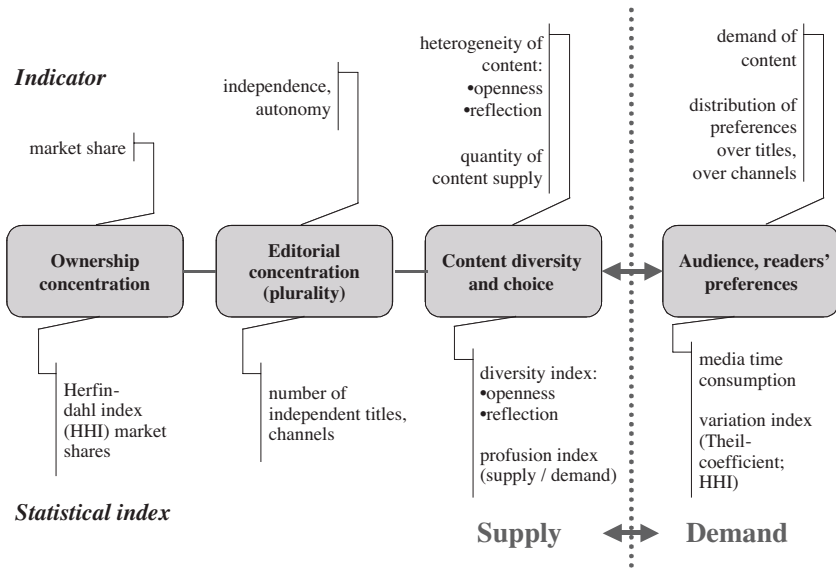 Indicator
market share
independence,
autonomy
heterogeneity of
content:
•openness
•reflection
quantity of
content supply
demand of
content
distribution of
preferences
over titles,
over channels
Ownership
concentration
Editorial
concentration
(plurality)
Content diversity
and choice
Audience, readers’
preferences
Herfin-
dahl index
(HHI) market
shares
number of
independent titles,
channels
diversity index:
•openness
•reflection
profusion index
(supply / demand)
media time
consumption
variation index
(Theil-
coefficient;
HHI)
Statistical index
Supply
Demand